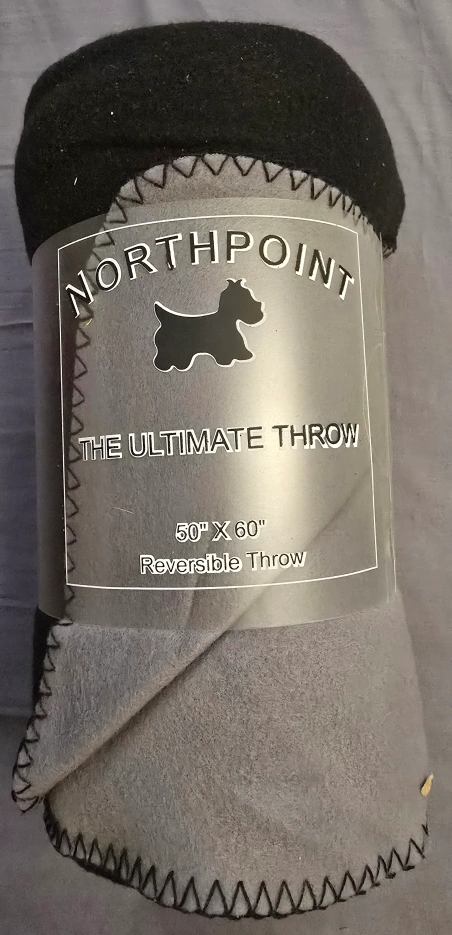 NORTHPOINT
THE ULTIMATE THROW
50" X 60"
Reversible Throw